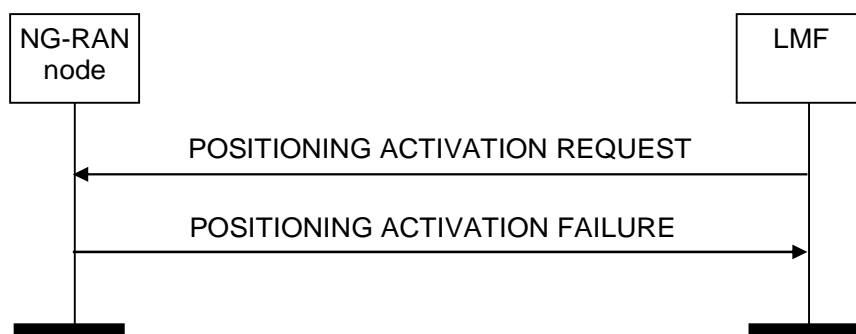 NG-RAN
node
LMF
POSITIONING ACTIVATION REQUEST
POSITIONING ACTIVATION FAILURE